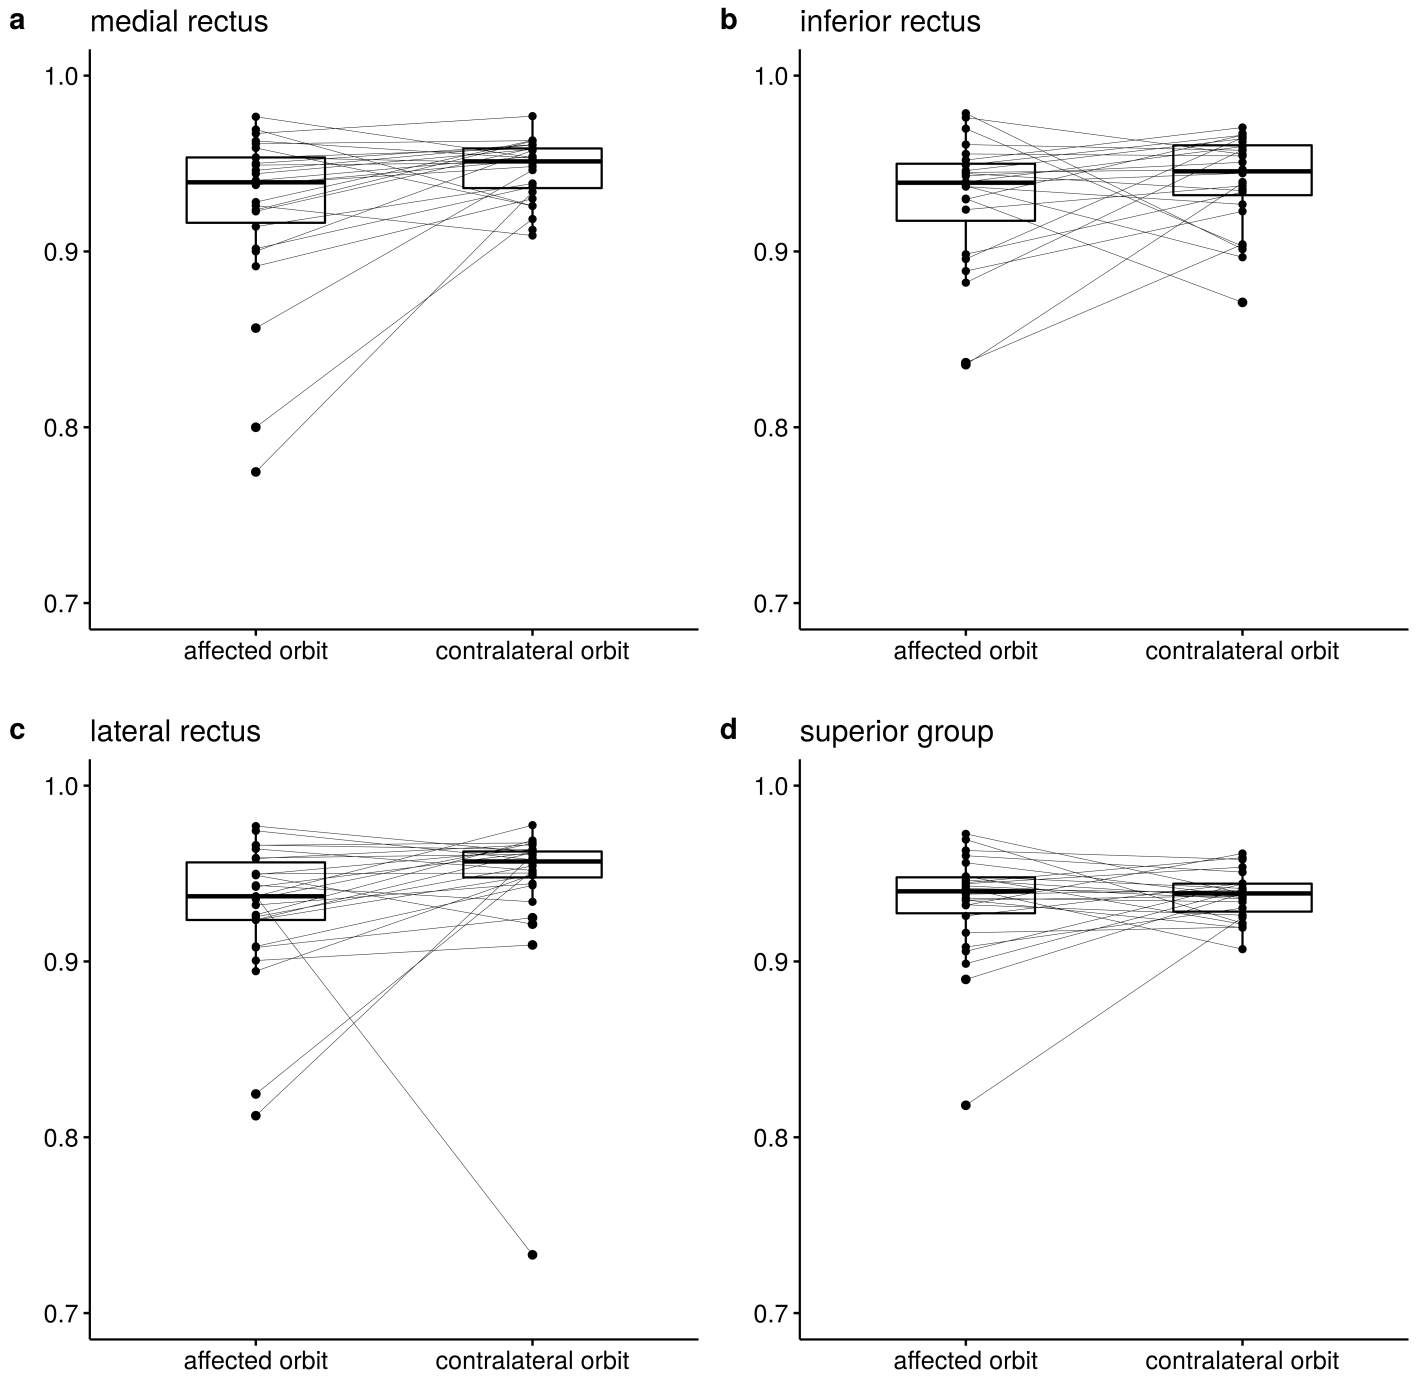 a medial rectus
1.0
0.9
0.8
0.7
affected orbit contralateral orbit
b inferior rectus
1.0
0.9
0.8
0.7
affected orbit contralateral orbit
c lateral rectus
1.0
0.9
0.8
0.7
affected orbit contralateral orbit
d superior group
1.0
0.9
0.8
0.7
affected orbit contralateral orbit